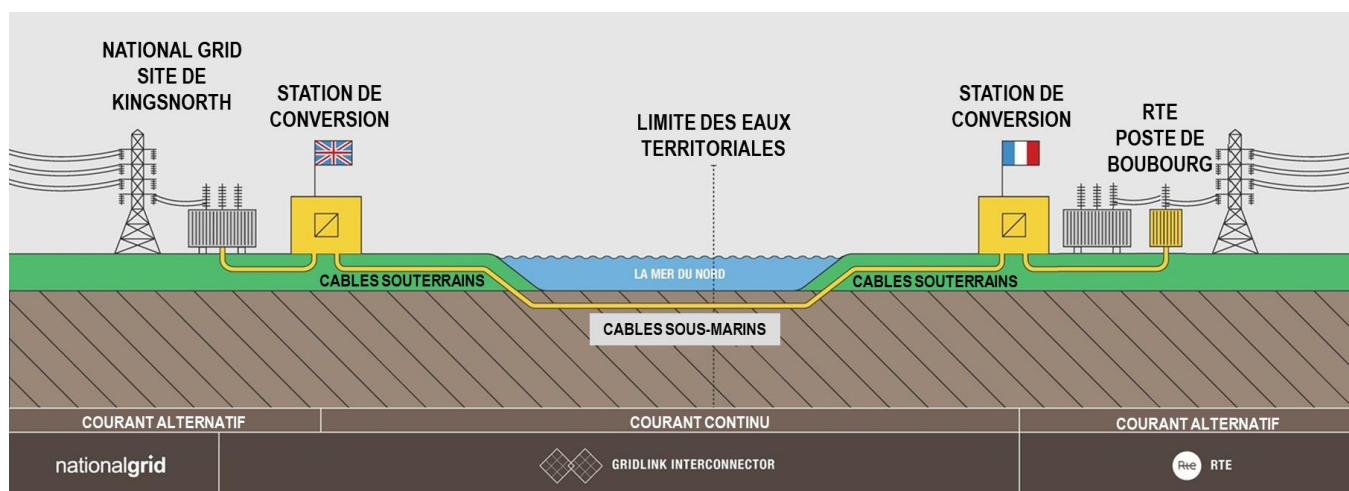 NATIONAL GRID
SITE DE
KINGSNORTH
STATION DE
CONVERSION
LIMITE DES EAUX
TERRITORIALES
STATION DE
CONVERSION
RTE
POSTE DE
BOUBOURG
LA MER DU NORD
CABLES SOUTERRAINS
CABLES SOUTERRAINS
CABLES SOUS-MARINS
COURANT ALTERNATIF
COURANT CONTINU
COURANT ALTERNATIF
nationalgrid
GRIDLINK INTERCONNECTOR
Rte RTE